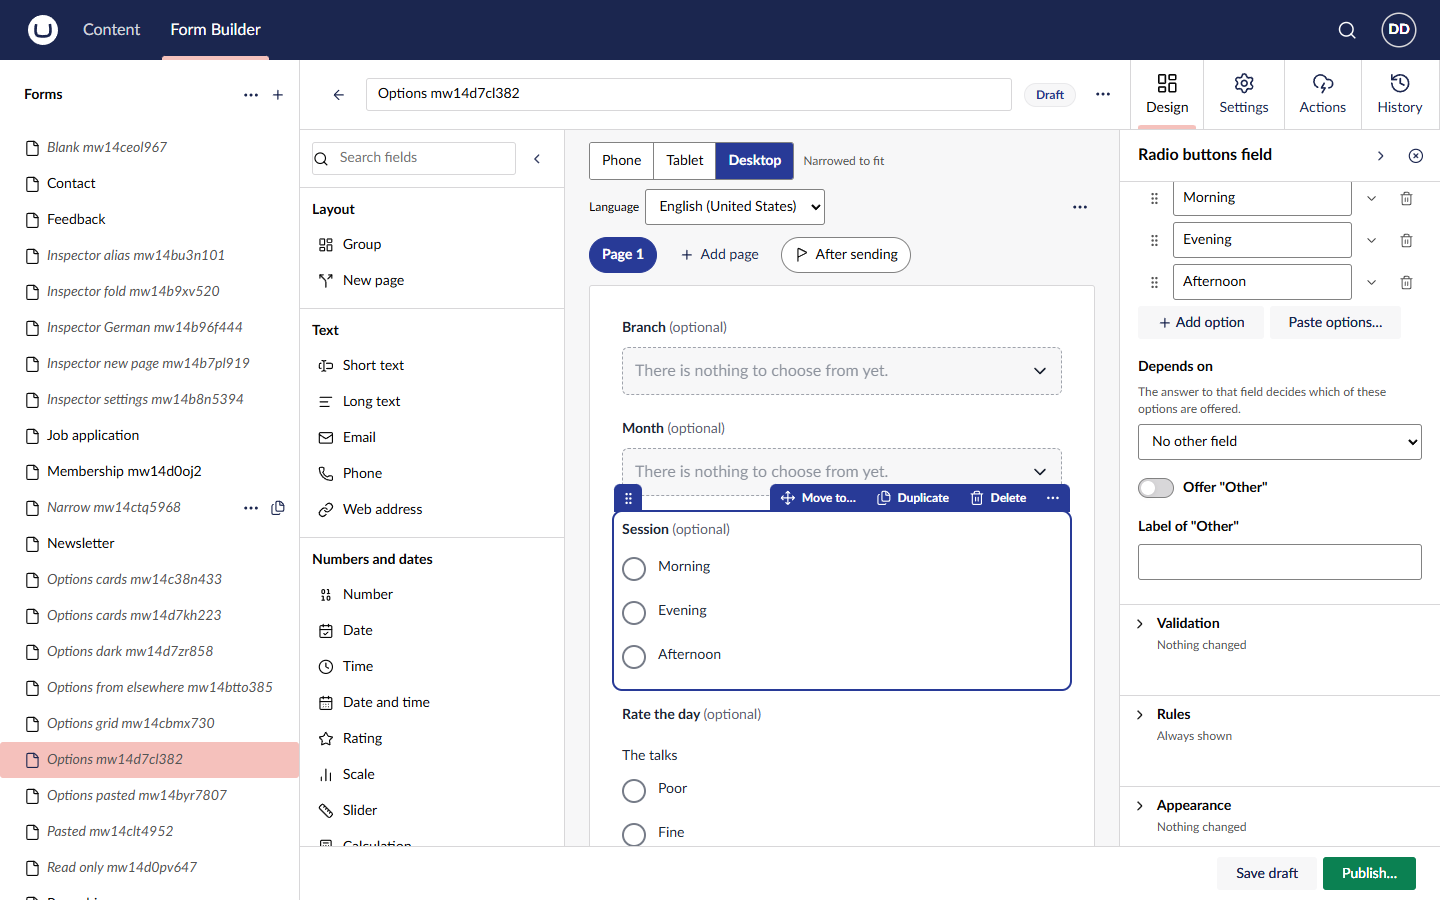 Content
Form Builder
DD
Forms
Options mw14d7cl382
Draft
Design
Settings
Actions
History
Blank mw14ceol967
Contact
Feedback
Inspector alias mw14bu3n101
Inspector fold mw14b9xv520
Inspector German mw14b96f444
Inspector new page mw14b7pl919
Inspector settings mw14b8n5394
Job application
Membership mw14d0oj2
Narrow mw14ctq5968
Newsletter
Options cards mw14c38n433
Options cards mw14d7kh223
Options dark mw14d7zr858
Options from elsewhere mw14btto385
Options grid mw14cbmx730
Options mw14d7cl382
Options pasted mw14byr7807
Pasted mw14clt4952
Read only mw14d0pv647
Search fields
Layout
Group
New page
Text
Short text
Long text
Email
Phone
Web address
Numbers and dates
Number
Date
Time
Date and time
Rating
Scale
Slider
Calculation
Phone
Tablet
Desktop
Narrowed to fit
Language
English (United States)
Page 1
Add page
After sending
Branch (optional)
There is nothing to choose from yet.
Month (optional)
There is nothing to choose from yet.
Move to...
Duplicate
Delete
Session (optional)
Morning
Evening
Afternoon
Rate the day (optional)
The talks
Poor
Fine
Radio buttons field
Morning
Evening
Afternoon
Add option
Paste options...
Depends on
The answer to that field decides which of these
options are offered.
No other field
Offer "Other"
Label of "Other"
Validation
Nothing changed
Rules
Always shown
Appearance
Nothing changed
Save draft
Publish...